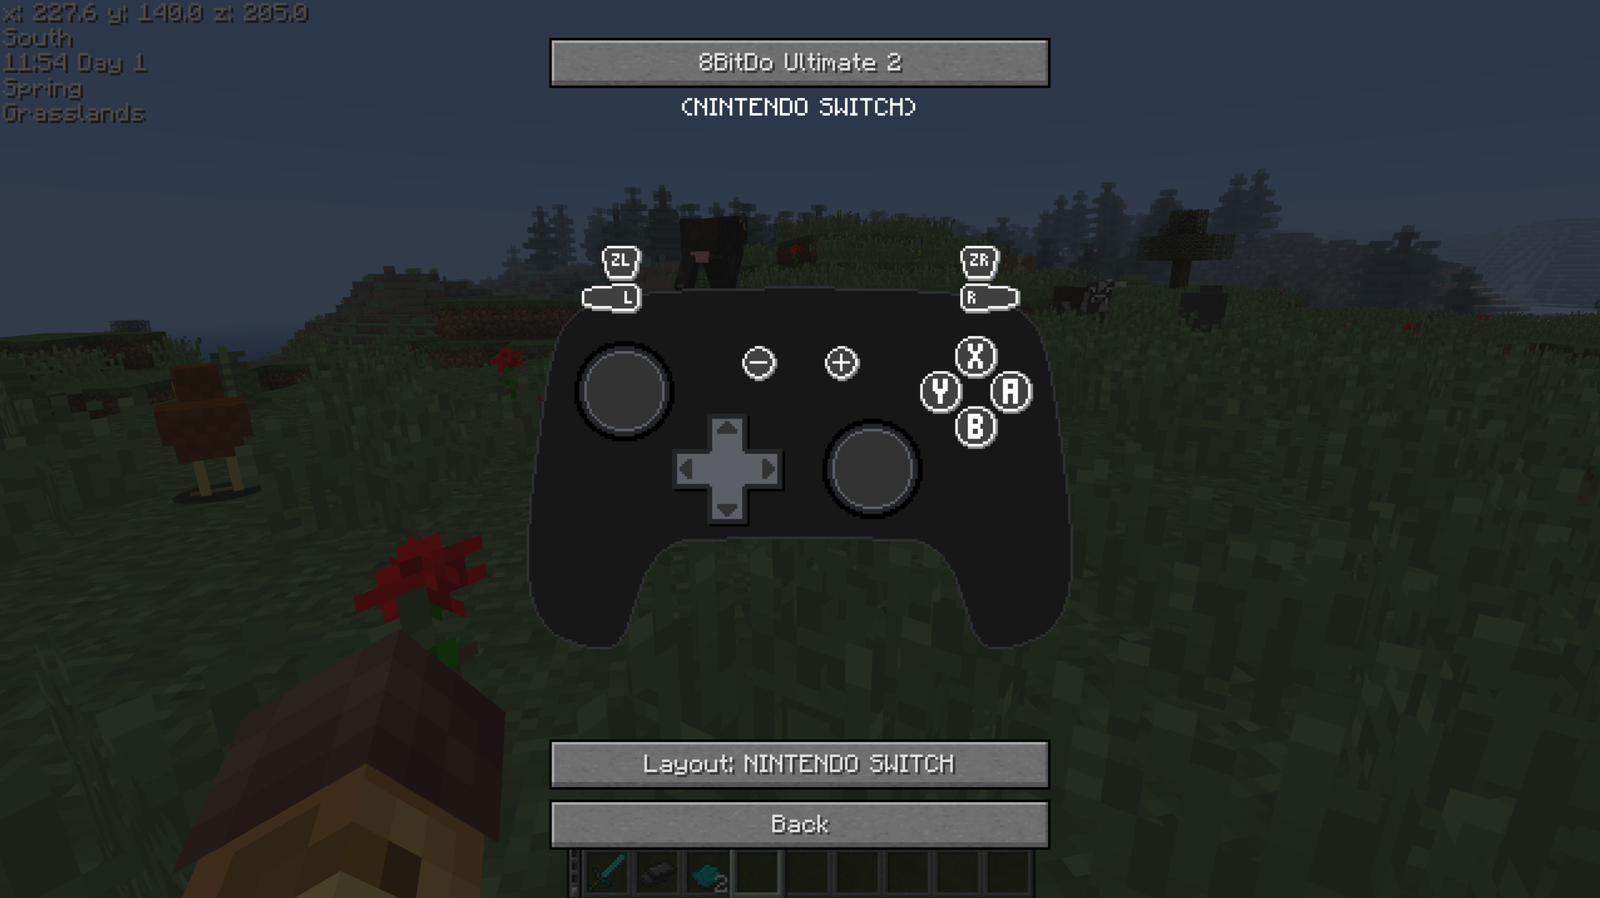 x: 227.6 y: 140.0 z: 205.0
South
11:54 Day 1
Spring
Grasslands
8BitDo Ultimate 2
(NINTENDO SWITCH)
ZL
ZR
L
R
X
Y
A
B
Layout: NINTENDO SWITCH
Back
2